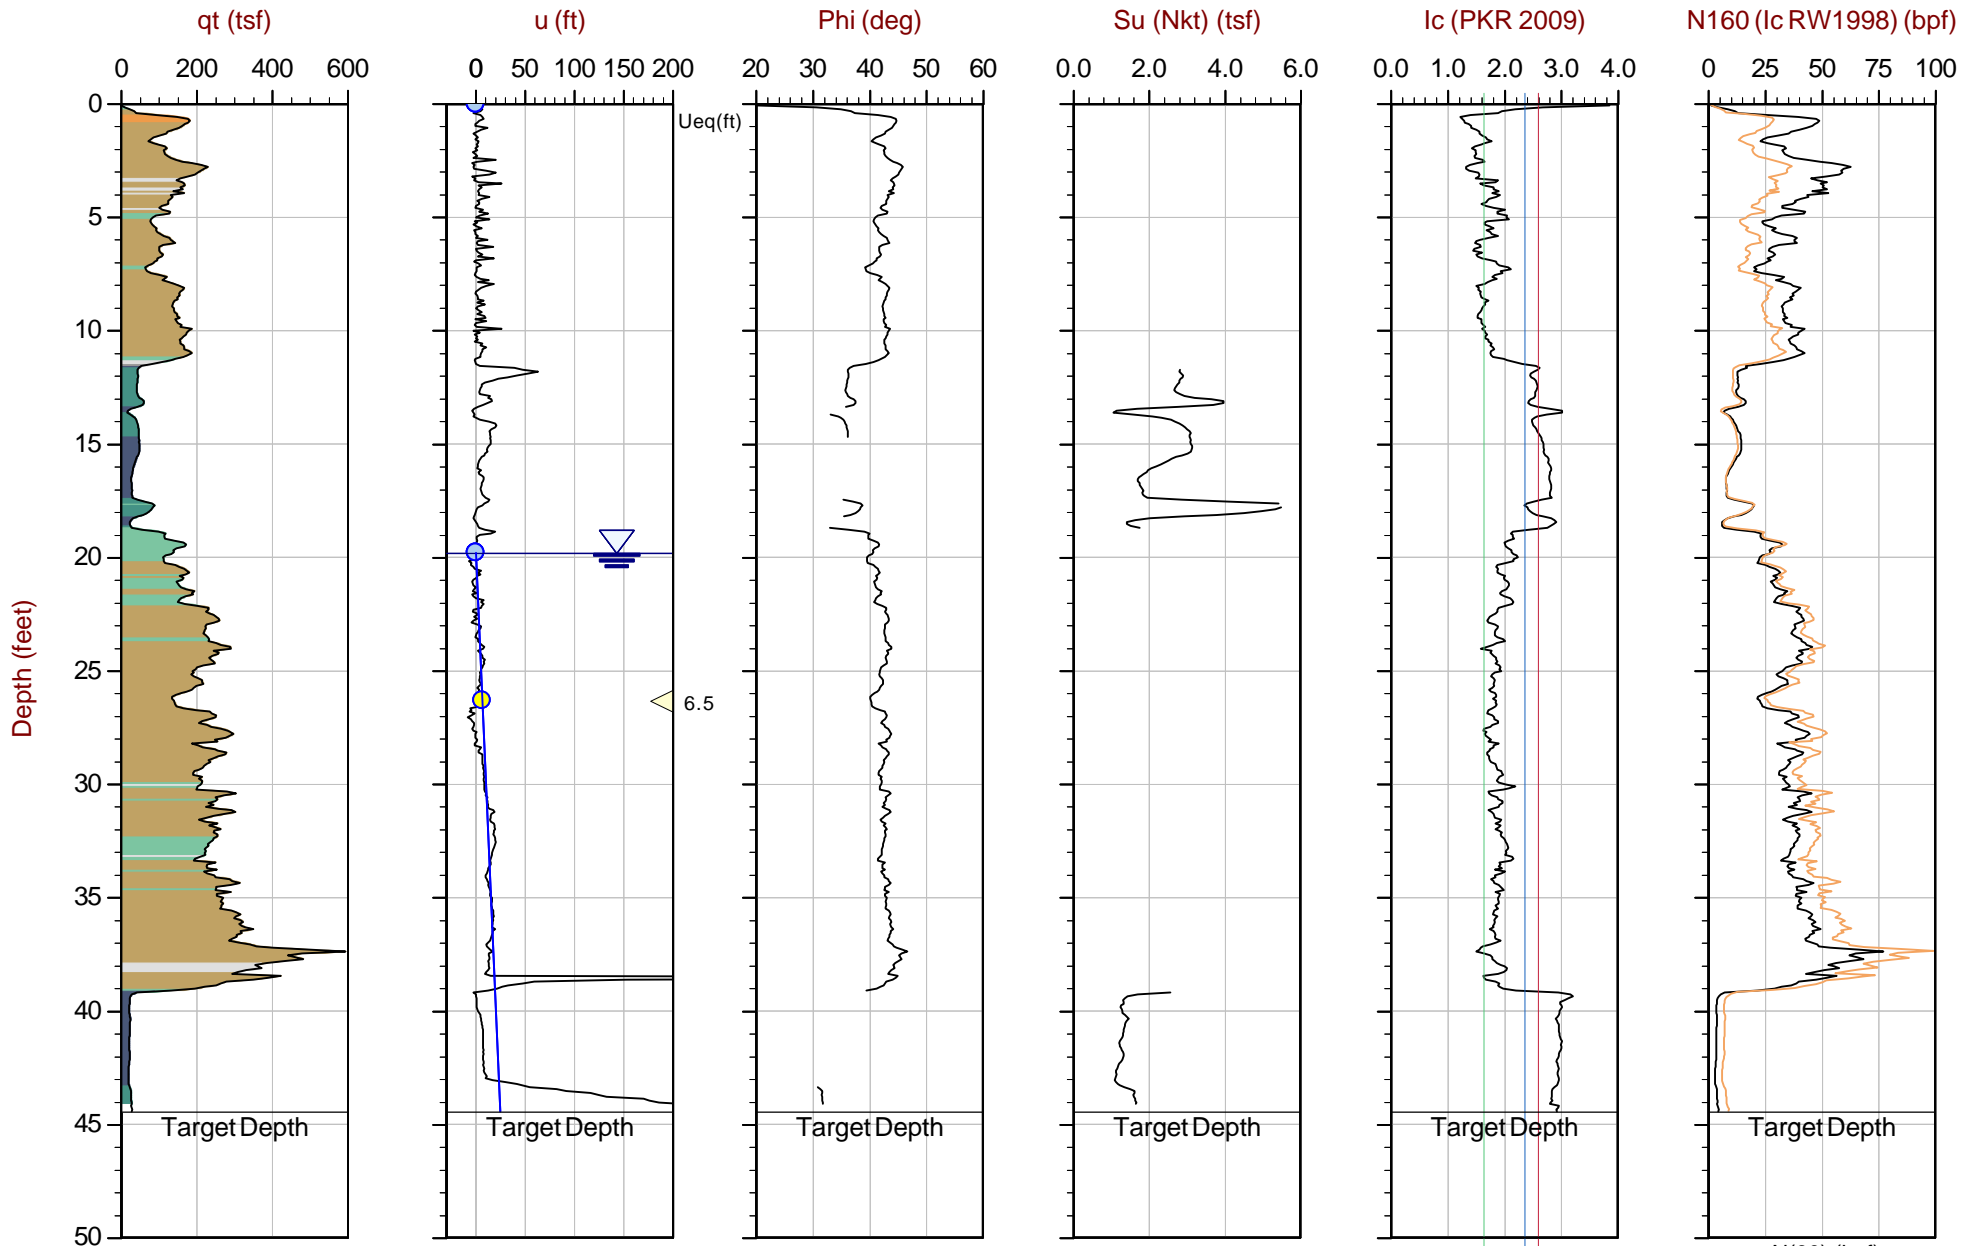 qt (tsf) u (ft) Phi (deg) Su (Nkt) (tsf) Ic (PKR 2009) N160 (Ic RW1998) (bpf)
0 200 400 600 0 50 100 150 200 20 30 40 50 60 0.0 2.0 4.0 6.0 0.0 1.0 2.0 3.0 4.0 0 25 50 75 100
0
Ueq(ft)
5
10
15
20
25
6.5
Depth (feet)
30
35
40
Target Depth Target Depth Target Depth Target Depth Target Depth Target Depth
45
50